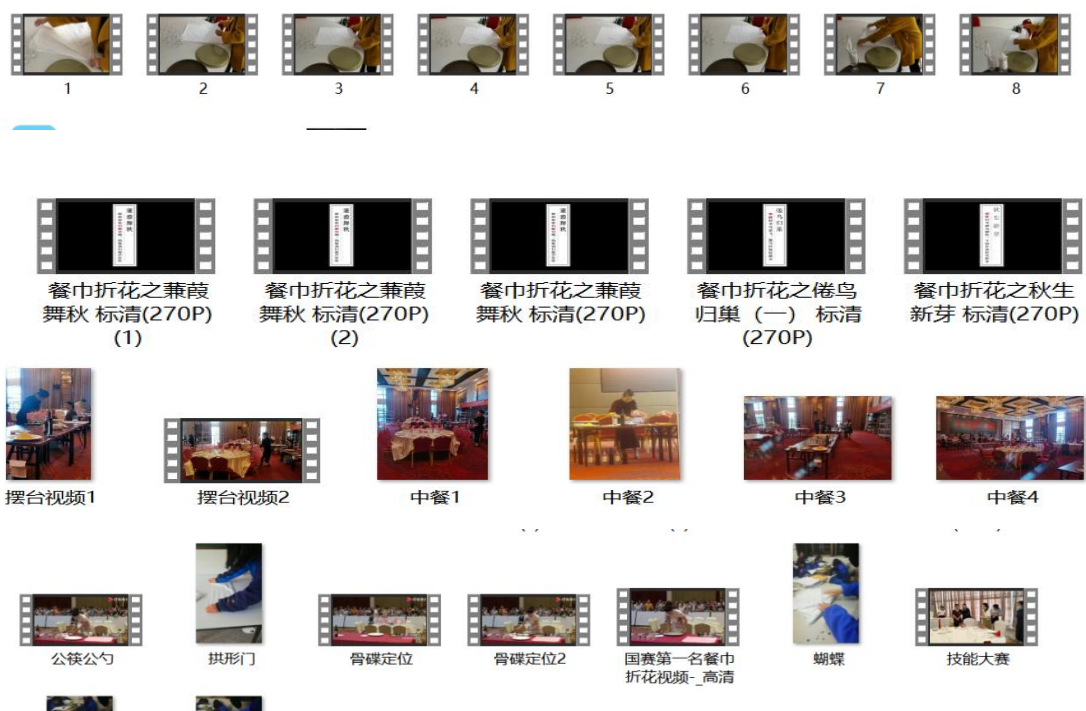 1
2
3
4
5
6
7
8
餐巾折花之蒹葭
舞秋 标清(270P)
(1)
餐巾折花之蒹葭
舞秋 标清(270P)
(2)
餐巾折花之蒹葭
舞秋 标清(270P)
餐巾折花之倦鸟
归巢（一） 标清
(270P)
餐巾折花之秋生
新芽 标清(270P)
摆台视频1
摆台视频2
中餐1
中餐2
中餐3
中餐4
公筷公勺
拱形门
骨碟定位
骨碟定位2
国赛第一名餐巾
折花视频-_高清
蝴蝶
技能大赛